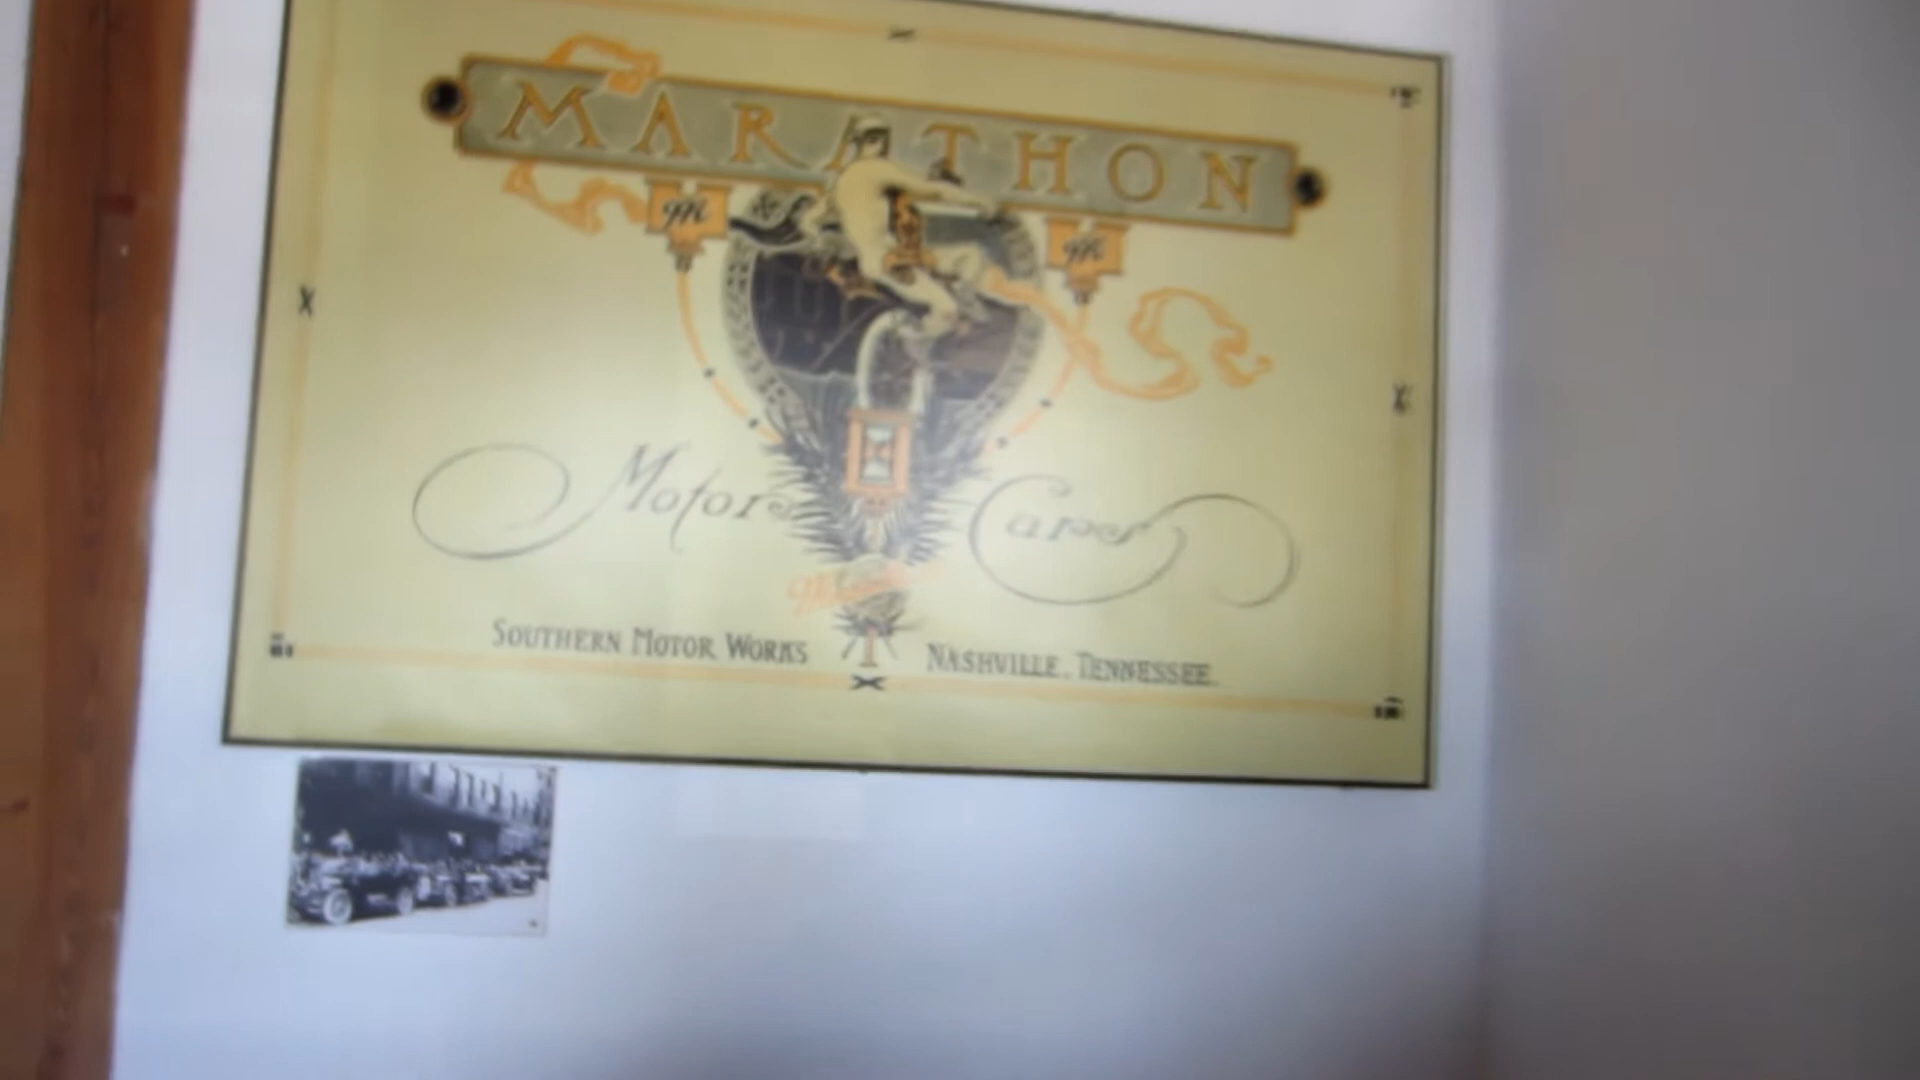 MARATHON
M M
Motor Cars
SOUTHERN MOTOR WORKS NASHVILLE, TENNESSEE.